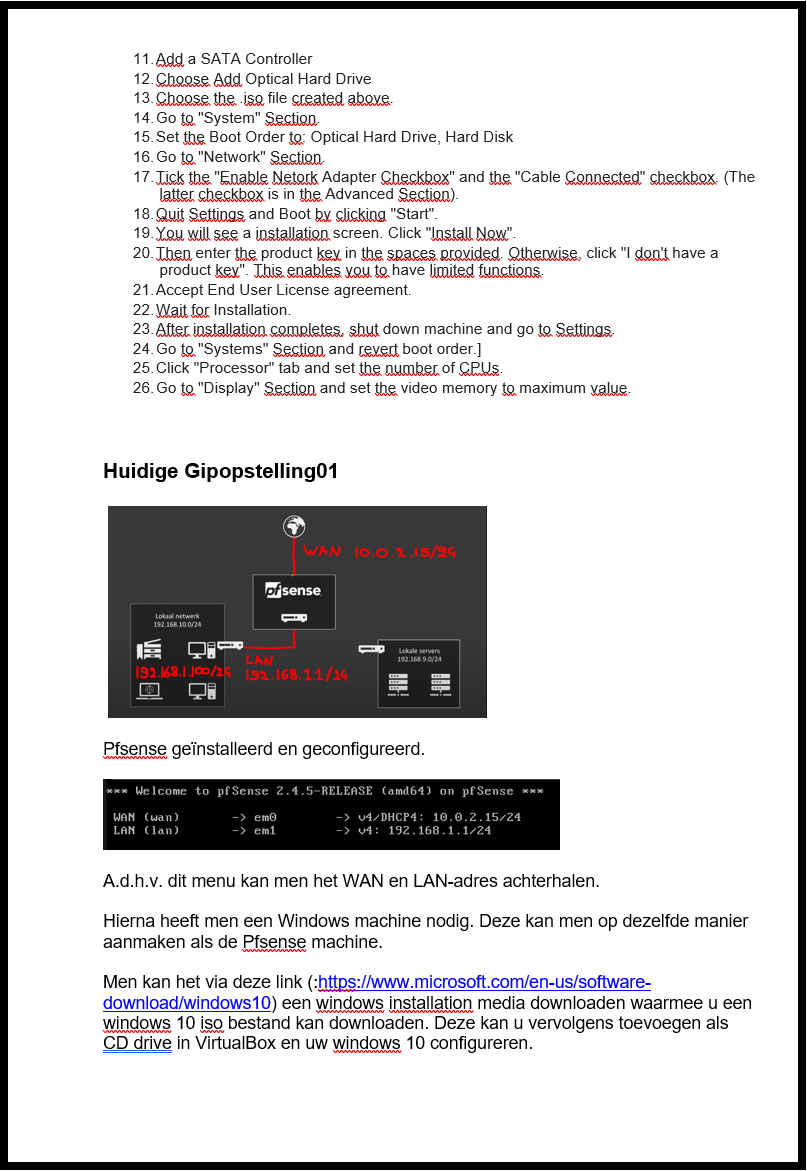 11. Add a SATA Controller
12. Choose Add Optical Hard Drive
13. Choose the .iso file created above.
14. Go to "System" Section.
15. Set the Boot Order to: Optical Hard Drive, Hard Disk
16. Go to "Network" Section.
17. Tick the "Enable Netork Adapter Checkbox" and the "Cable Connected" checkbox. (The
latter checkbox is in the Advanced Section).
18. Quit Settings and Boot by clicking "Start".
19. You will see a installation screen. Click "Install Now".
20. Then enter the product key in the spaces provided. Otherwise, click "I don't have a
product key". This enables you to have limited functions.
21. Accept End User License agreement.
22. Wait for Installation.
23. After installation completes, shut down machine and go to Settings.
24. Go to "Systems" Section and revert boot order.]
25. Click "Processor" tab and set the number of CPUs.
26. Go to "Display" Section and set the video memory to maximum value.
Huidige Gipopstelling01
WAN 10.0.2.15/24
pfsense
Lokaal netwerk
192.168.10.0/24
192.168.1.100/24
LAN
192.168.1.1/24
Lokale servers
192.168.9.0/24
Pfsense geïnstalleerd en geconfigureerd.
*** Welcome to pfSense 2.4.5-RELEASE (amd64) on pfSense ***
WAN (wan) -> em0 -> v4/DHCP4: 10.0.2.15/24
LAN (lan) -> em1 -> v4: 192.168.1.1/24
A.d.h.v. dit menu kan men het WAN en LAN-adres achterhalen.
Hierna heeft men een Windows machine nodig. Deze kan men op dezelfde manier
aanmaken als de Pfsense machine.
Men kan het via deze link (:https://www.microsoft.com/en-us/software-
download/windows10) een windows installation media downloaden waarmee u een
windows 10 iso bestand kan downloaden. Deze kan u vervolgens toevoegen als
CD drive in VirtualBox en uw windows 10 configureren.